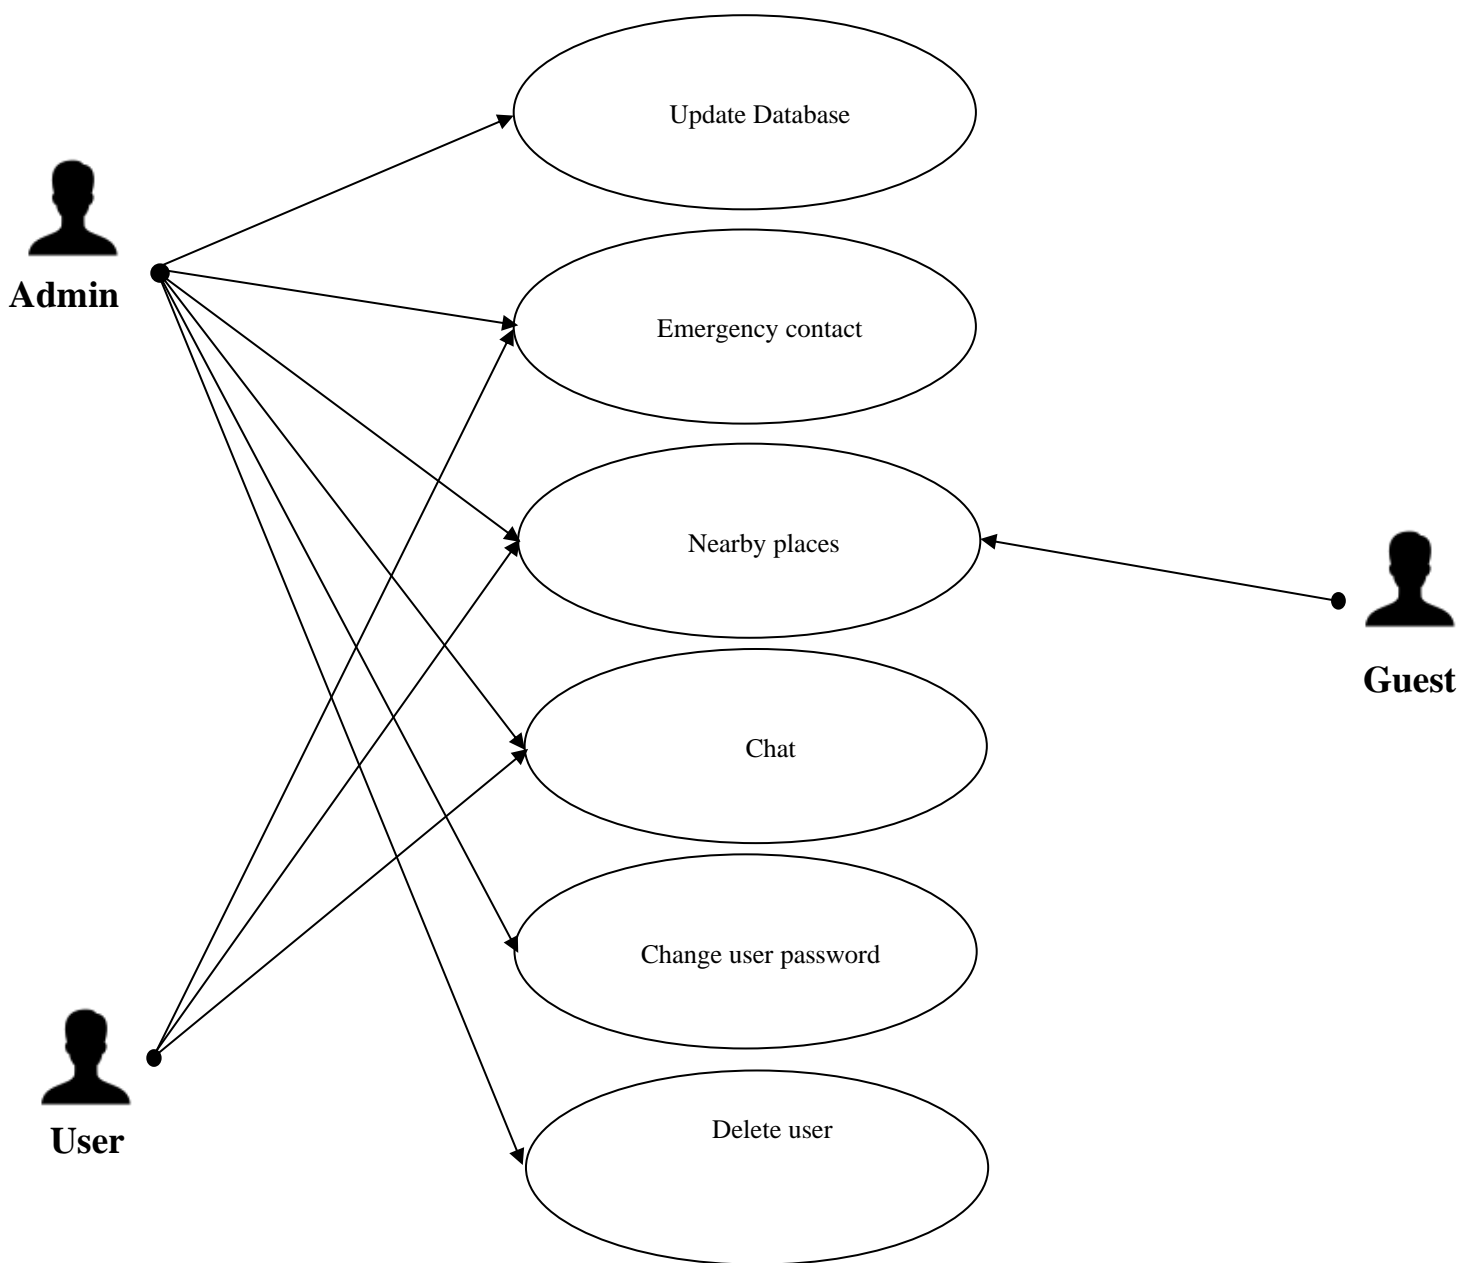 Update Database
Admin
Emergency contact
Nearby places
Guest
Chat
Change user password
Delete user
User